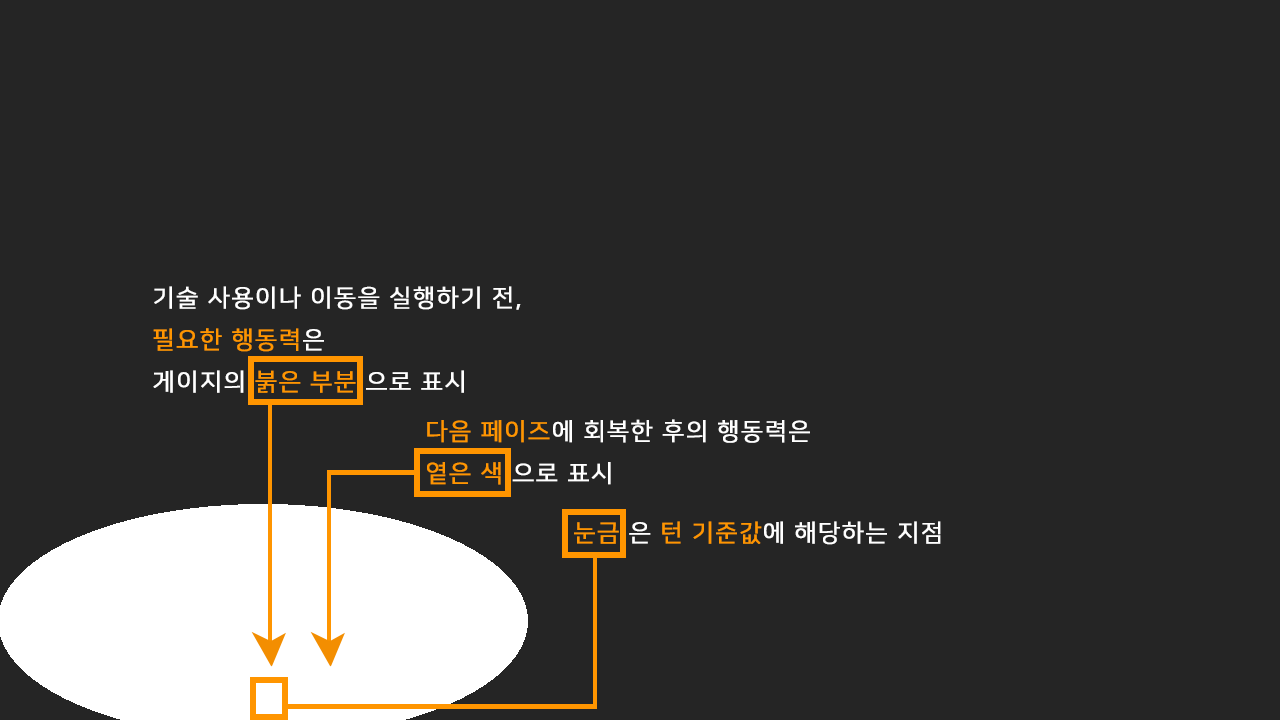 기술 사용이나 이동을 실행하기 전,
필요한 행동력은
게이지의 붉은 부분으로 표시
다음 페이즈에 회복한 후의 행동력은
옅은 색으로 표시
눈금은 턴 기준값에 해당하는 지점